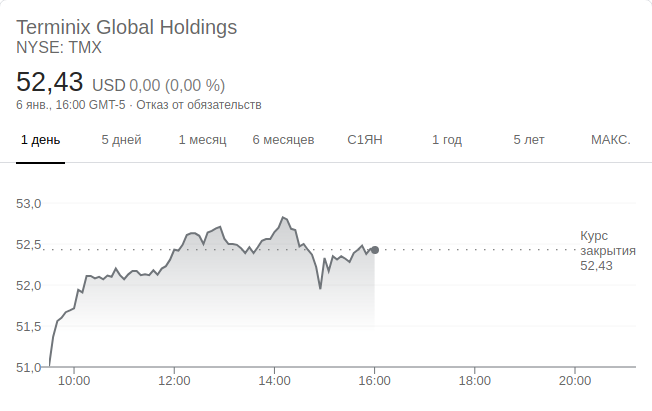 Terminix Global Holdings
NYSE: TMX
52,43 USD 0,00 (0,00 %)
6 янв., 16:00 GMT-5 · Отказ от обязательств
1 день 5 дней 1 месяц 6 месяцев С1ЯН 1 год 5 лет МАКС.
53,0
52,5
52,0
51,5
51,0
Курс
закрытия
52,43
10:00 12:00 14:00 16:00 18:00 20:00